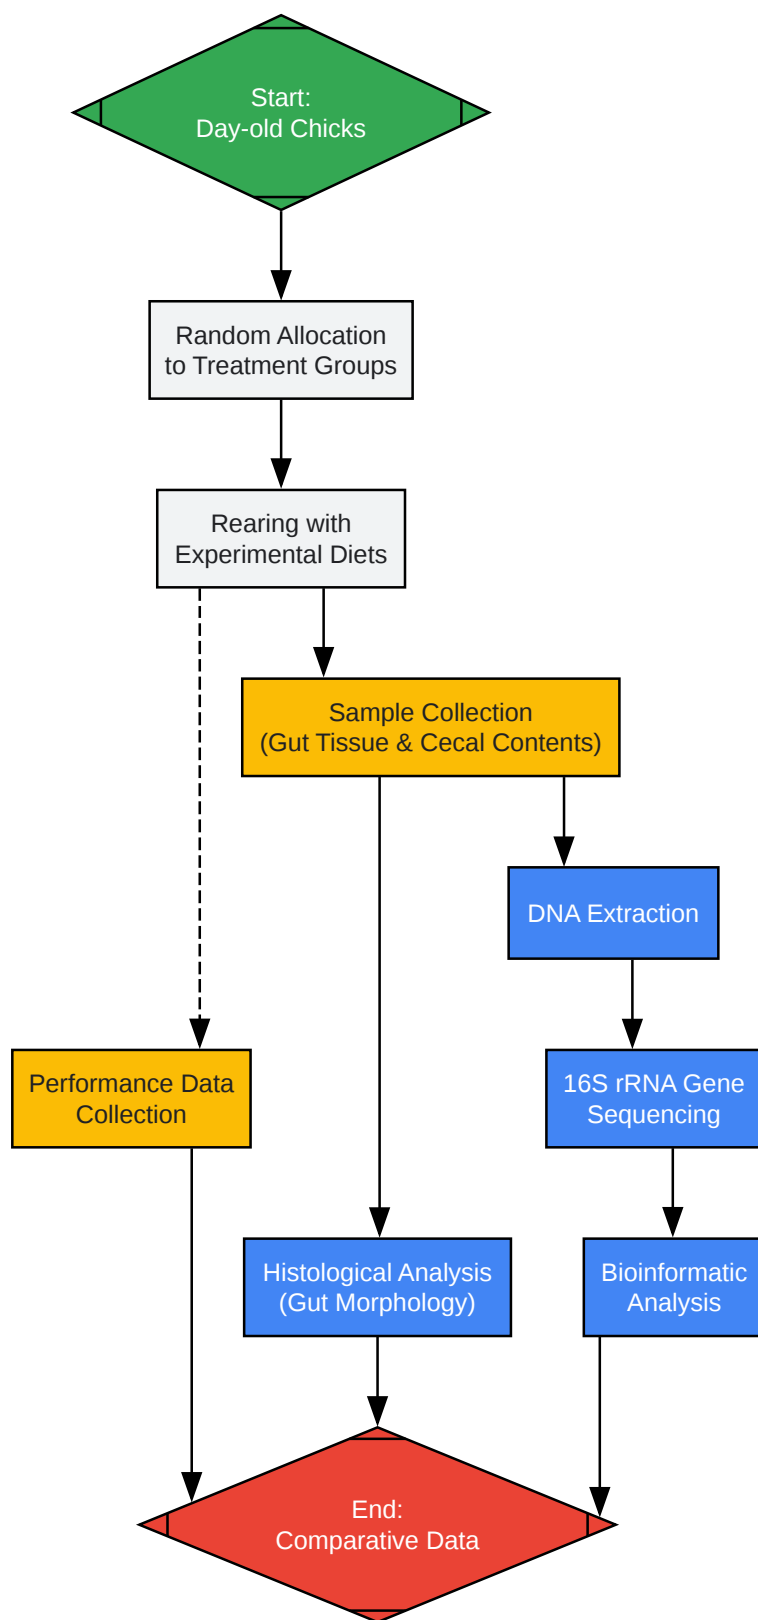 Start:
Day-old Chicks
Random Allocation
to Treatment Groups
Rearing with
Experimental Diets
Sample Collection
(Gut Tissue & Cecal Contents)
DNA Extraction
Performance Data
Collection
16S rRNA Gene
Sequencing
Histological Analysis
(Gut Morphology)
Bioinformatic
Analysis
End:
Comparative Data